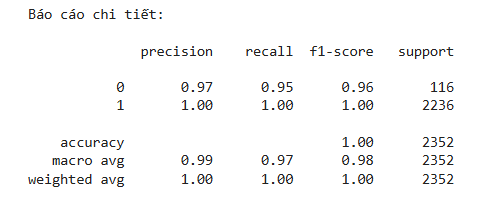 Báo cáo chi tiết:
precision recall f1-score support
0 0.97 0.95 0.96 116
1 1.00 1.00 1.00 2236
accuracy 1.00 2352
macro avg 0.99 0.97 0.98 2352
weighted avg 1.00 1.00 1.00 2352